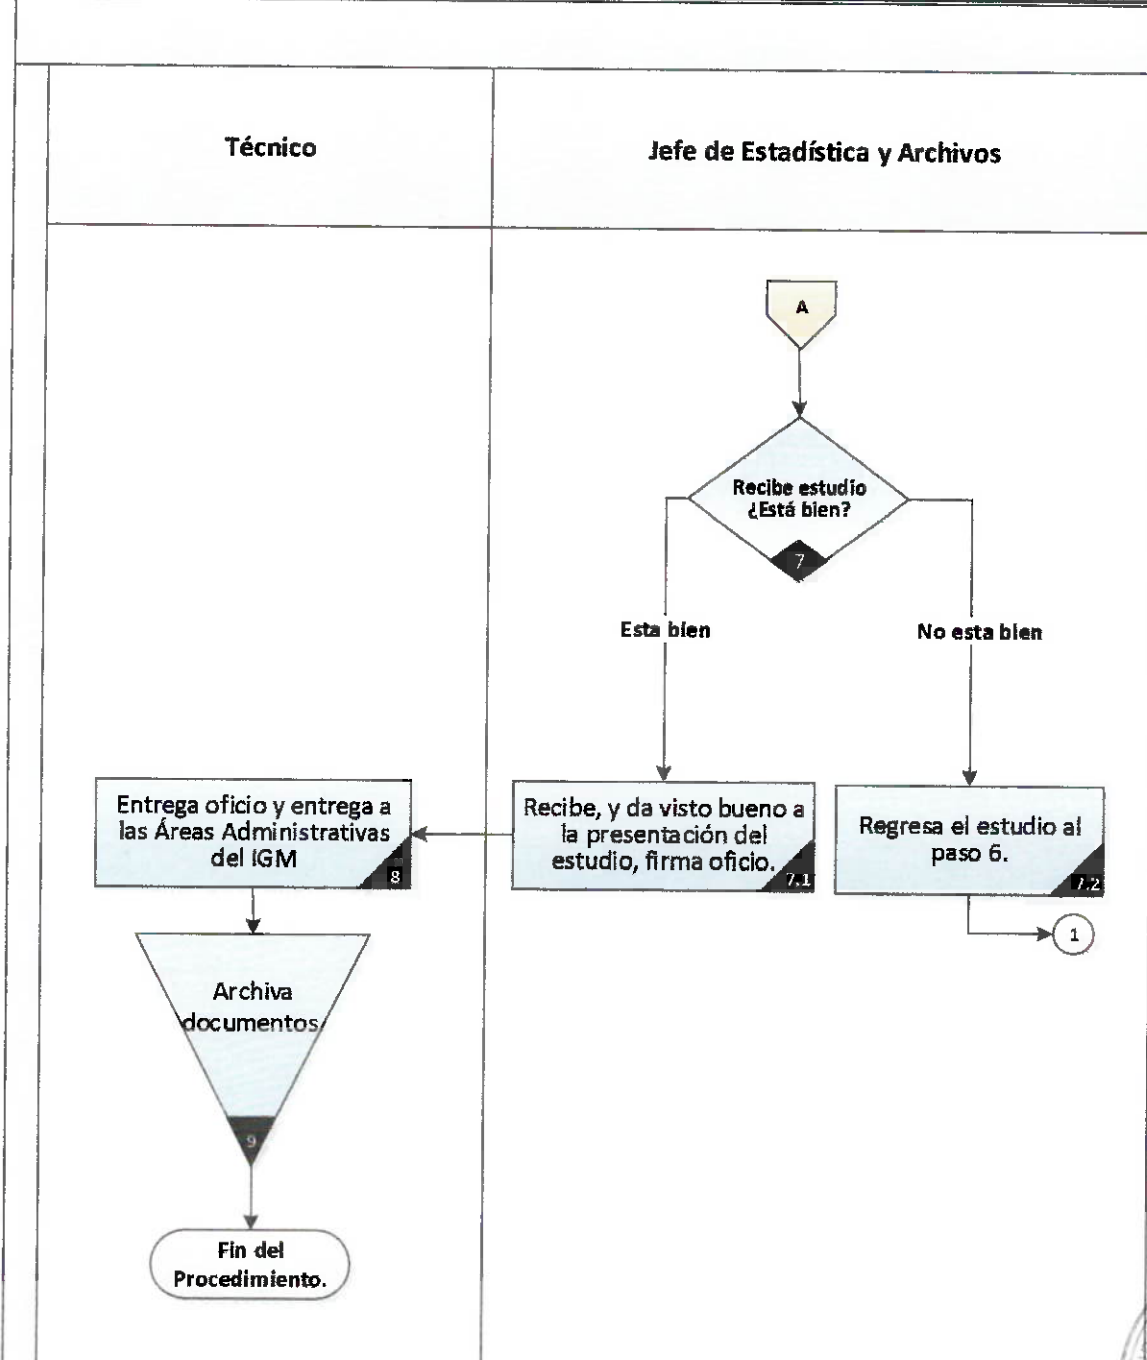 Técnico
Jefe de Estadística y Archivos
A
Recibe estudio
¿Está bien?
7
Esta bien
No esta bien
Entrega oficio y entrega a
las Áreas Administrativas
del IGM
8
Recibe, y da visto bueno a
la presentación del
estudio, firma oficio.
7.1
Regresa el estudio al
paso 6.
7.2
1
Archiva
documentos
9
Fin del
Procedimiento.